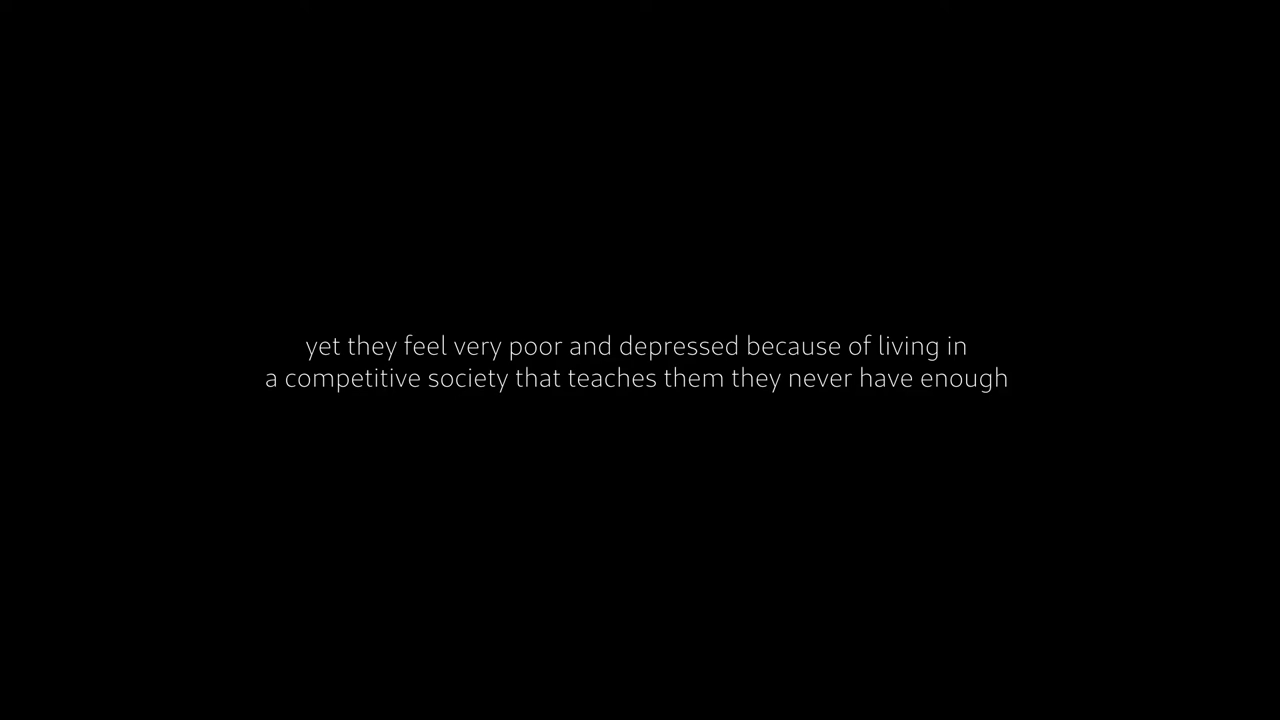 yet they feel very poor and depressed because of living in
a competitive society that teaches them they never have enough